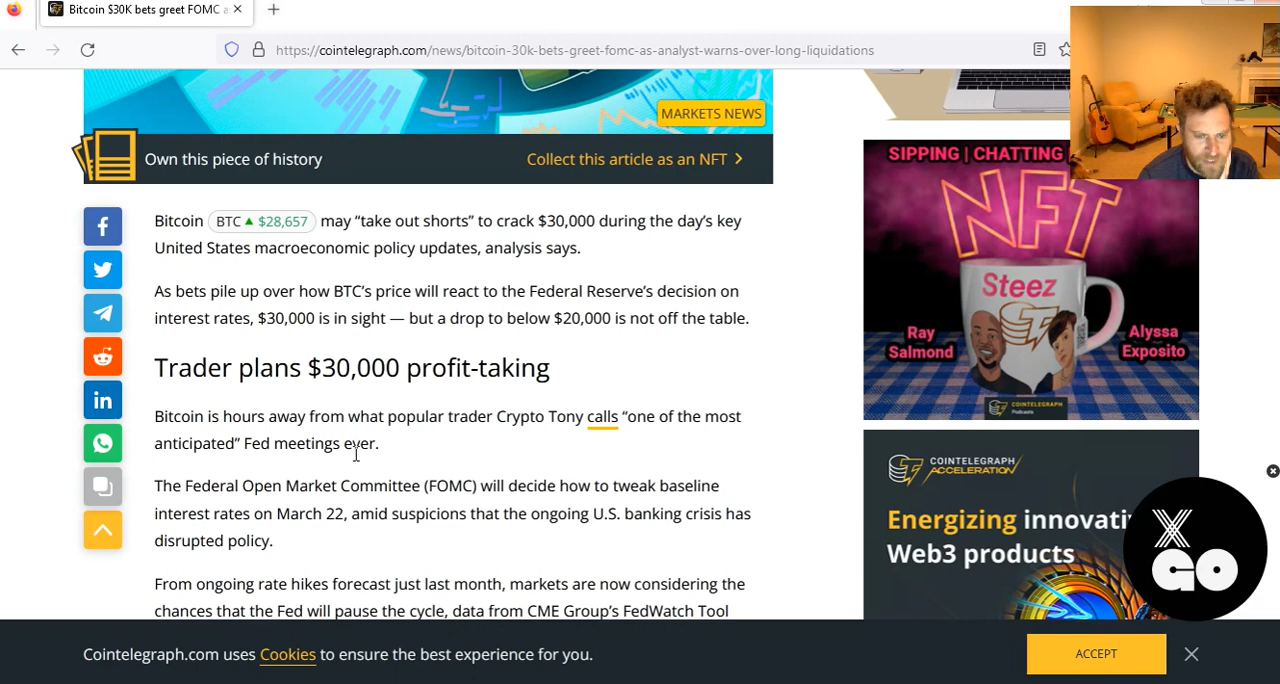 Bitcoin $30K bets greet FOMC
https://cointelegraph.com/news/bitcoin-30k-bets-greet-fomc-as-analyst-warns-over-long-liquidations
MARKETS NEWS
Own this piece of history
Collect this article as an NFT
Bitcoin BTC $28,657 may “take out shorts” to crack $30,000 during the day’s key
United States macroeconomic policy updates, analysis says.
As bets pile up over how BTC’s price will react to the Federal Reserve’s decision on
interest rates, $30,000 is in sight — but a drop to below $20,000 is not off the table.
Trader plans $30,000 profit-taking
Bitcoin is hours away from what popular trader Crypto Tony calls “one of the most
anticipated” Fed meetings ever.
The Federal Open Market Committee (FOMC) will decide how to tweak baseline
interest rates on March 22, amid suspicions that the ongoing U.S. banking crisis has
disrupted policy.
From ongoing rate hikes forecast just last month, markets are now considering the
chances that the Fed will pause the cycle, data from CME Group’s FedWatch Tool
SIPPING | CHATTING
NFT
Steez
Ray
Salmond
Alyssa
Exposito
COINTELEGRAPH
Podcasts
COINTELEGRAPH
ACCELERATION
Energizing innovati
Web3 products
X
GO
Cointelegraph.com uses Cookies to ensure the best experience for you.
ACCEPT